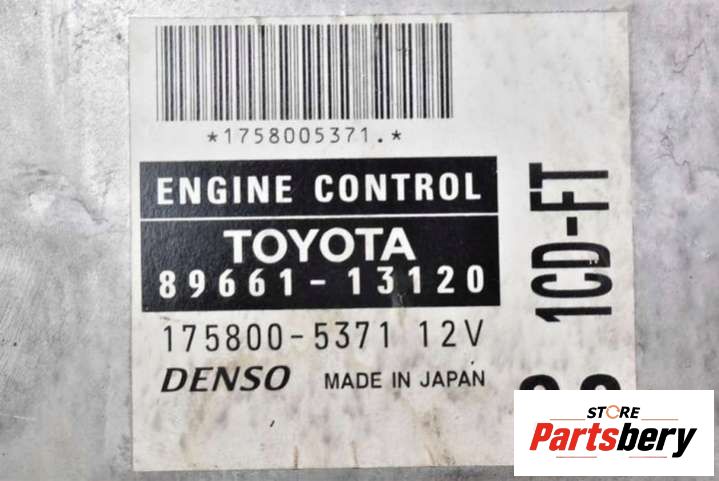 *1758005371.*
ENGINE CONTROL
TOYOTA
89661-13120
175800-5371 12V
DENSO MADE IN JAPAN
1CD-FT
STORE
Partsbery